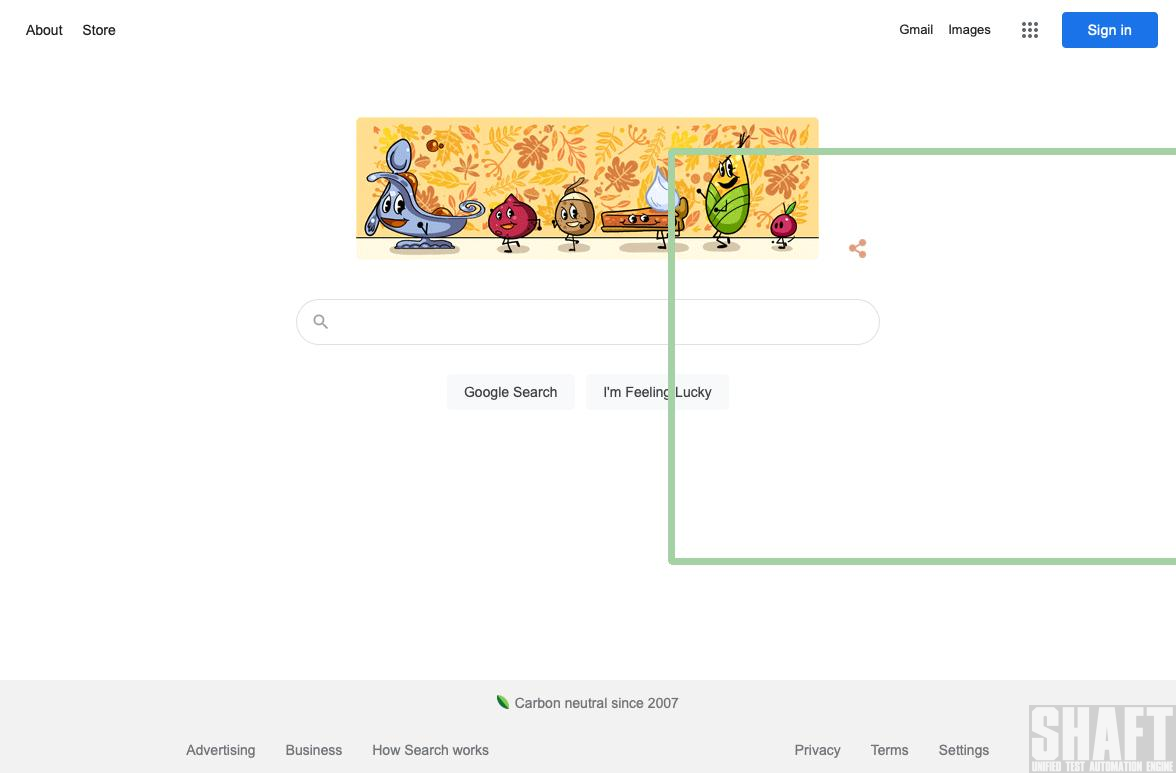 About Store
Gmail Images Sign in
Google Search I'm Feeling Lucky
Carbon neutral since 2007
Advertising Business How Search works Privacy Terms Settings
SHAFT
UNIFIED TEST AUTOMATION ENGINE